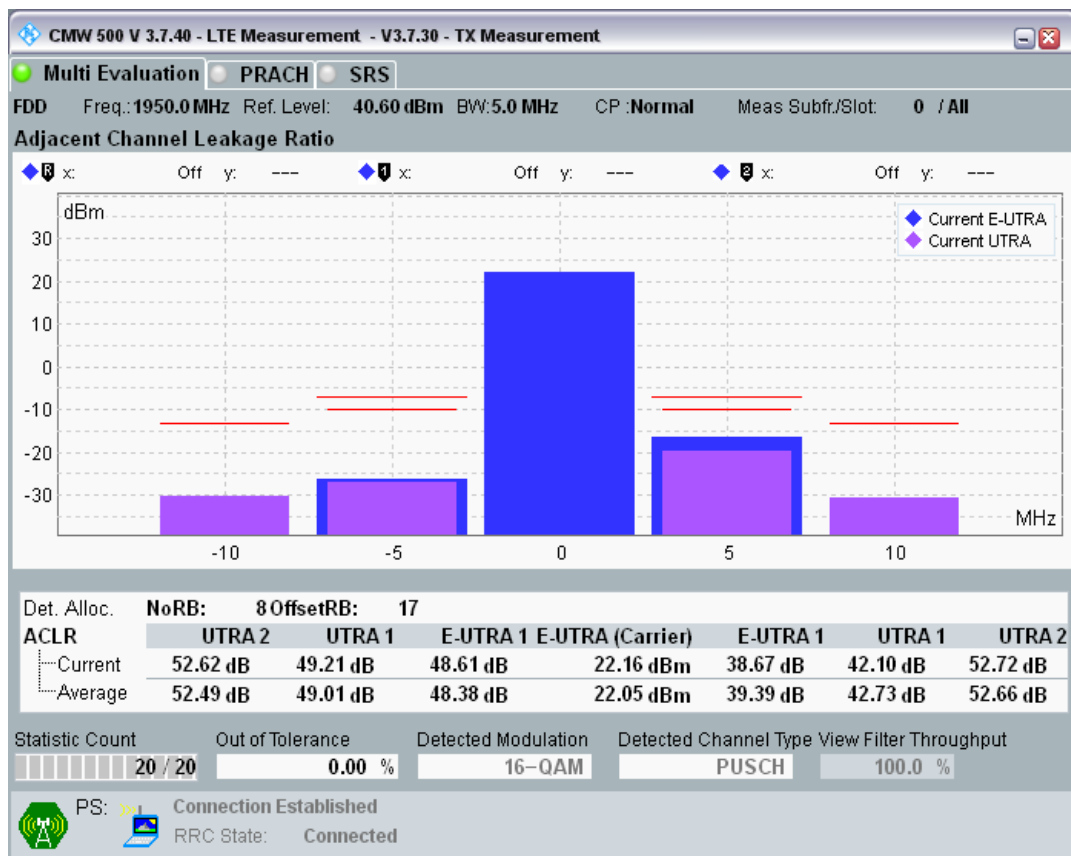 CMW 500 V 3.7.40 - LTE Measurement - V3.7.30 - TX Measurement
Multi Evaluation PRACH SRS
FDD Freq.: 1950.0 MHz Ref. Level: 40.60 dBm BW: 5.0 MHz CP : Normal Meas Subfr./Slot: 0 / All
Adjacent Channel Leakage Ratio
R x: Off y: --- 1 x: Off y: --- 2 x: Off y: ---
dBm
Current E-UTRA
Current UTRA
30
20
10
0
-10
-20
-30
MHz
-10 -5 0 5 10
Det. Alloc. NoRB: 8 OffsetRB: 17
ACLR UTRA 2 UTRA 1 E-UTRA 1 E-UTRA (Carrier) E-UTRA 1 UTRA 1 UTRA 2
Current 52.62 dB 49.21 dB 48.61 dB 22.16 dBm 38.67 dB 42.10 dB 52.72 dB
Average 52.49 dB 49.01 dB 48.38 dB 22.05 dBm 39.39 dB 42.73 dB 52.66 dB
Statistic Count Out of Tolerance Detected Modulation Detected Channel Type View Filter Throughput
20 / 20 0.00 % 16-QAM PUSCH 100.0 %
PS: Connection Established
RRC State: Connected